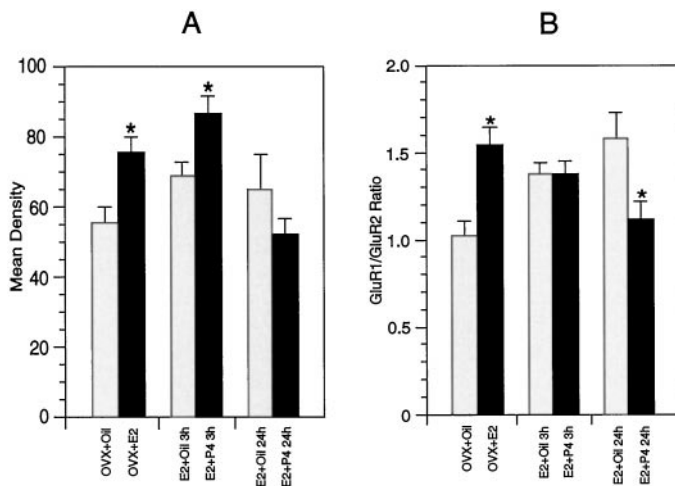 A
B
100
80
60
40
20
0
Mean Density
*
*
OVX+Oil
OVX+E2
E2+Oil 3h
E2+P4 3h
E2+Oil 24h
E2+P4 24h
2.0
1.5
1.0
0.5
0
GluR1/GluR2 Ratio
*
*
OVX+Oil
OVX+E2
E2+Oil 3h
E2+P4 3h
E2+Oil 24h
E2+P4 24h